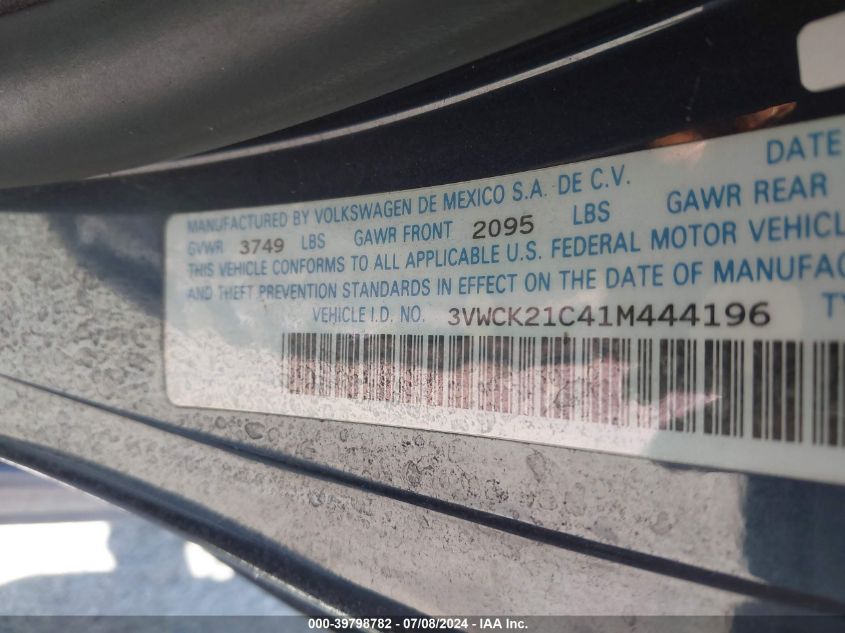 DATE
MANUFACTURED BY VOLKSWAGEN DE MEXICO S.A. DE C.V.
GVWR 3749 LBS GAWR FRONT 2095 LBS GAWR REAR
THIS VEHICLE CONFORMS TO ALL APPLICABLE U.S. FEDERAL MOTOR VEHICL
AND THEFT PREVENTION STANDARDS IN EFFECT ON THE DATE OF MANUFAC
VEHICLE I.D. NO. 3VWCK21C41M444196 TY
000-39798782 - 07/08/2024 - IAA Inc.